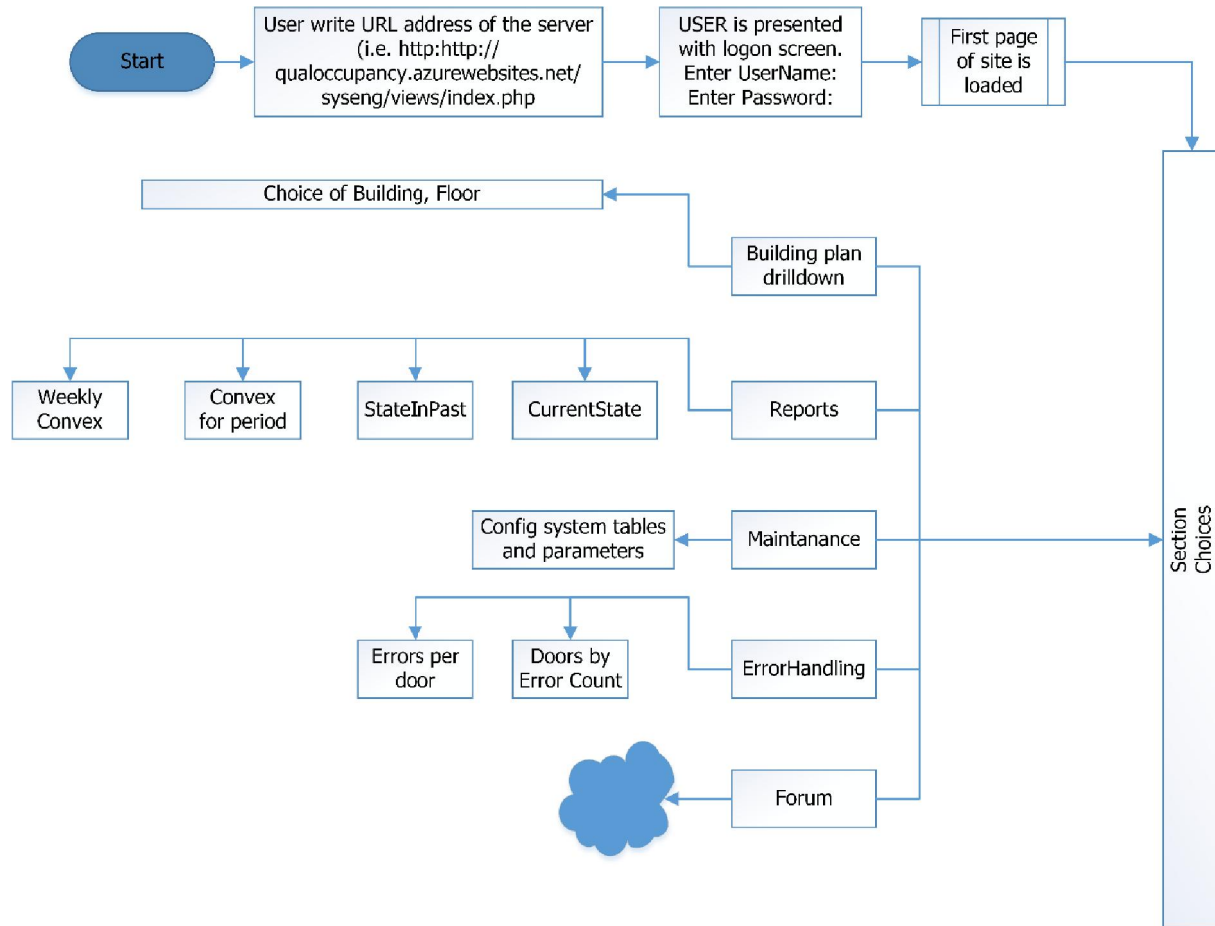 Start
User write URL address of the server
(i.e. http:http://
qualoccupancy.azurewebsites.net/
syseng/views/index.php
USER is presented
with logon screen.
Enter UserName:
Enter Password:
First page
of site is
loaded
Choice of Building, Floor
Building plan
drilldown
Weekly
Convex
Convex
for period
StateInPast
CurrentState
Reports
Config system tables
and parameters
Maintanance
Section
Choices
Errors per
door
Doors by
Error Count
ErrorHandling
Forum